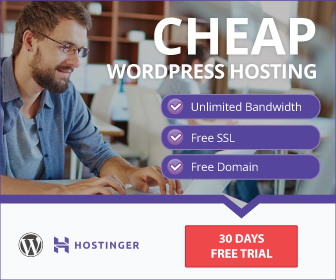 CHEAP
WORDPRESS HOSTING
Unlimited Bandwidth
Free SSL
Free Domain
W HOSTINGER
30 DAYS
FREE TRIAL